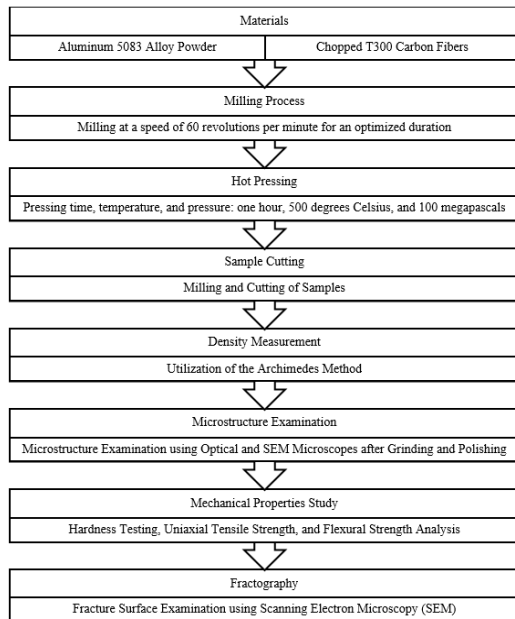 Materials
Aluminum 5083 Alloy Powder
Chopped T300 Carbon Fibers
Milling Process
Milling at a speed of 60 revolutions per minute for an optimized duration
Hot Pressing
Pressing time, temperature, and pressure: one hour, 500 degrees Celsius, and 100 megapascals
Sample Cutting
Milling and Cutting of Samples
Density Measurement
Utilization of the Archimedes Method
Microstructure Examination
Microstructure Examination using Optical and SEM Microscopes after Grinding and Polishing
Mechanical Properties Study
Hardness Testing, Uniaxial Tensile Strength, and Flexural Strength Analysis
Fractography
Fracture Surface Examination using Scanning Electron Microscopy (SEM)